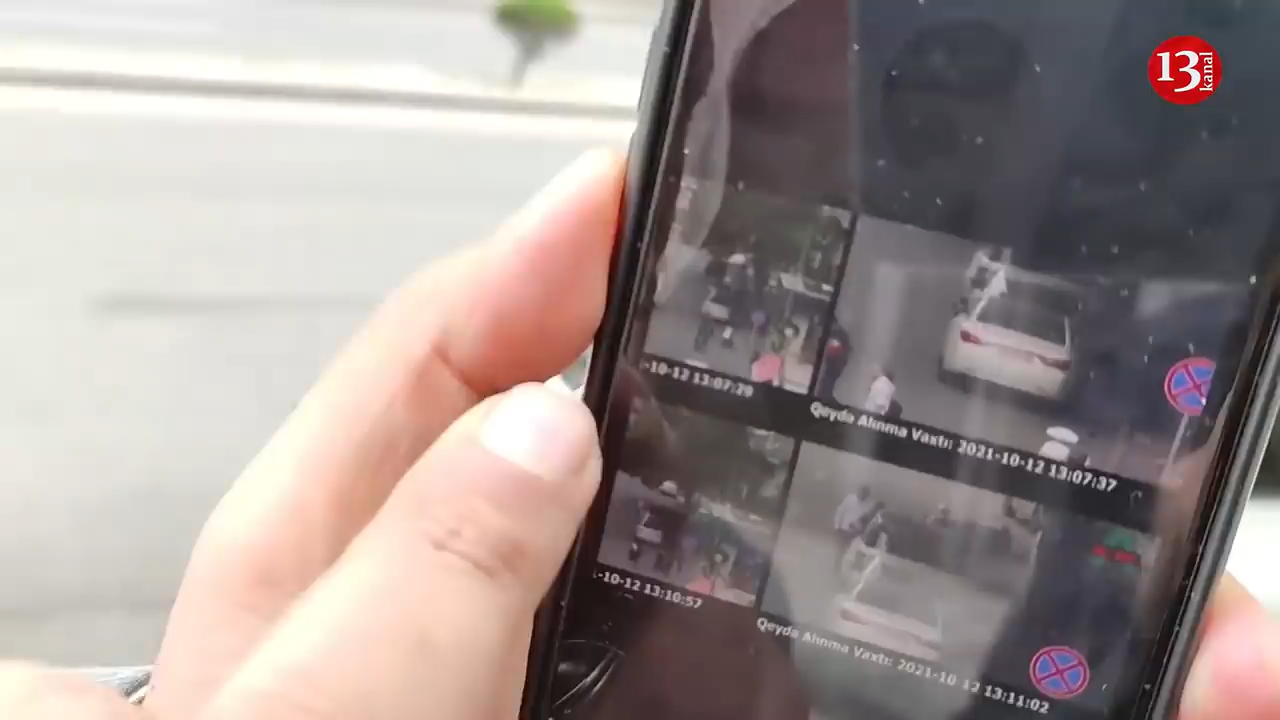 13 kanal
-10-12 13:07:29
Qeydə Alınma Vaxtı: 2021-10-12 13:07:37
-10-12 13:10:57
Qeydə Alınma Vaxtı: 2021-10-12 13:11:02